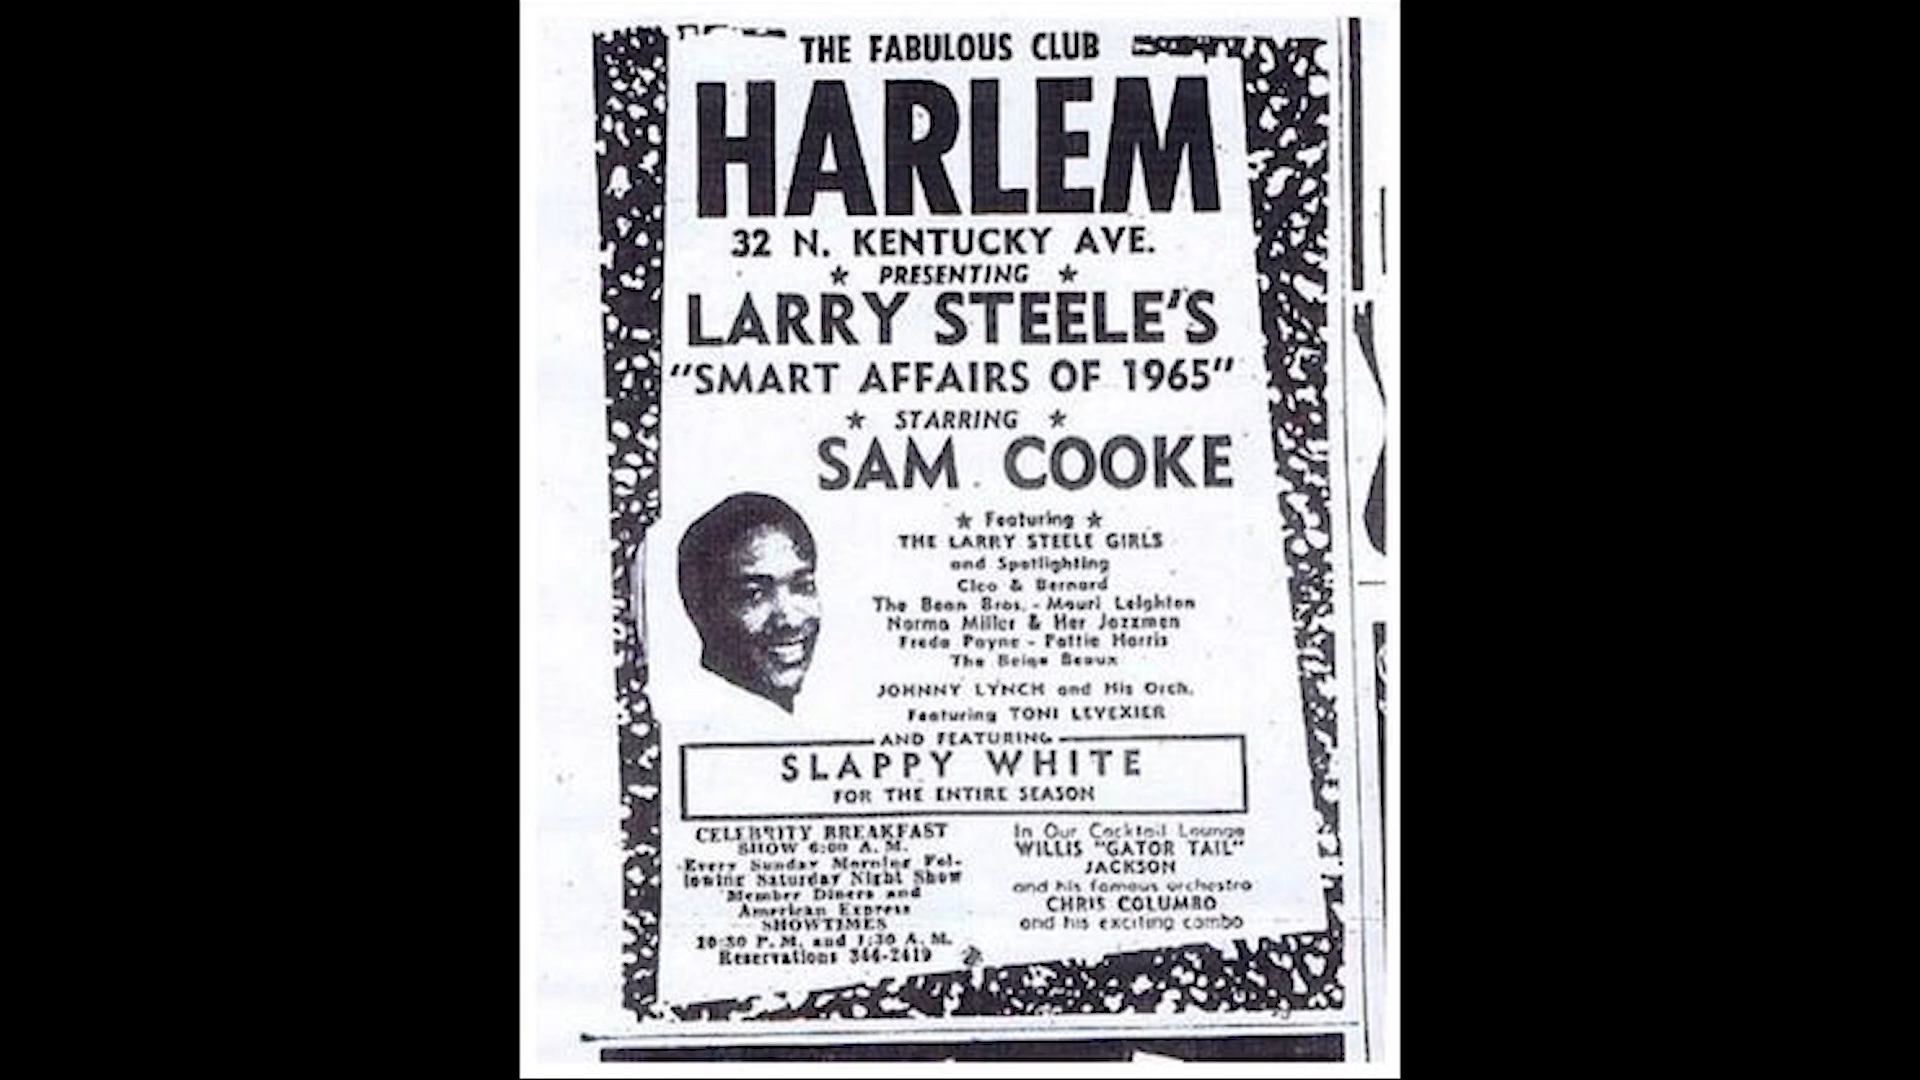 THE FABULOUS CLUB
HARLEM
32 N. KENTUCKY AVE.
★ PRESENTING ★
LARRY STEELE'S
"SMART AFFAIRS OF 1965"
★ STARRING ★
SAM COOKE
★ Featuring ★
THE LARRY STEELE GIRLS
and Spotlighting
Cleo & Bernard
The Bean Bros. - Mauri Leighton
Norma Miller & Her Jazzmen
Freda Payne - Pattie Harris
The Beige Beaux
JOHNNY LYNCH and His Orch.
Featuring TONI LEVEXIER
AND FEATURING
SLAPPY WHITE
FOR THE ENTIRE SEASON
CELEBRITY BREAKFAST
SHOW 6:00 A. M.
Every Sunday Morning Fol-
lowing Saturday Night Show
Member Diners and
American Express
SHOWTIMES
10:30 P. M. and 1:30 A. M.
Reservations 344-2419
In Our Cocktail Lounge
WILLIS "GATOR TAIL"
JACKSON
and his famous orchestra
CHRIS COLUMBO
and his exciting combo